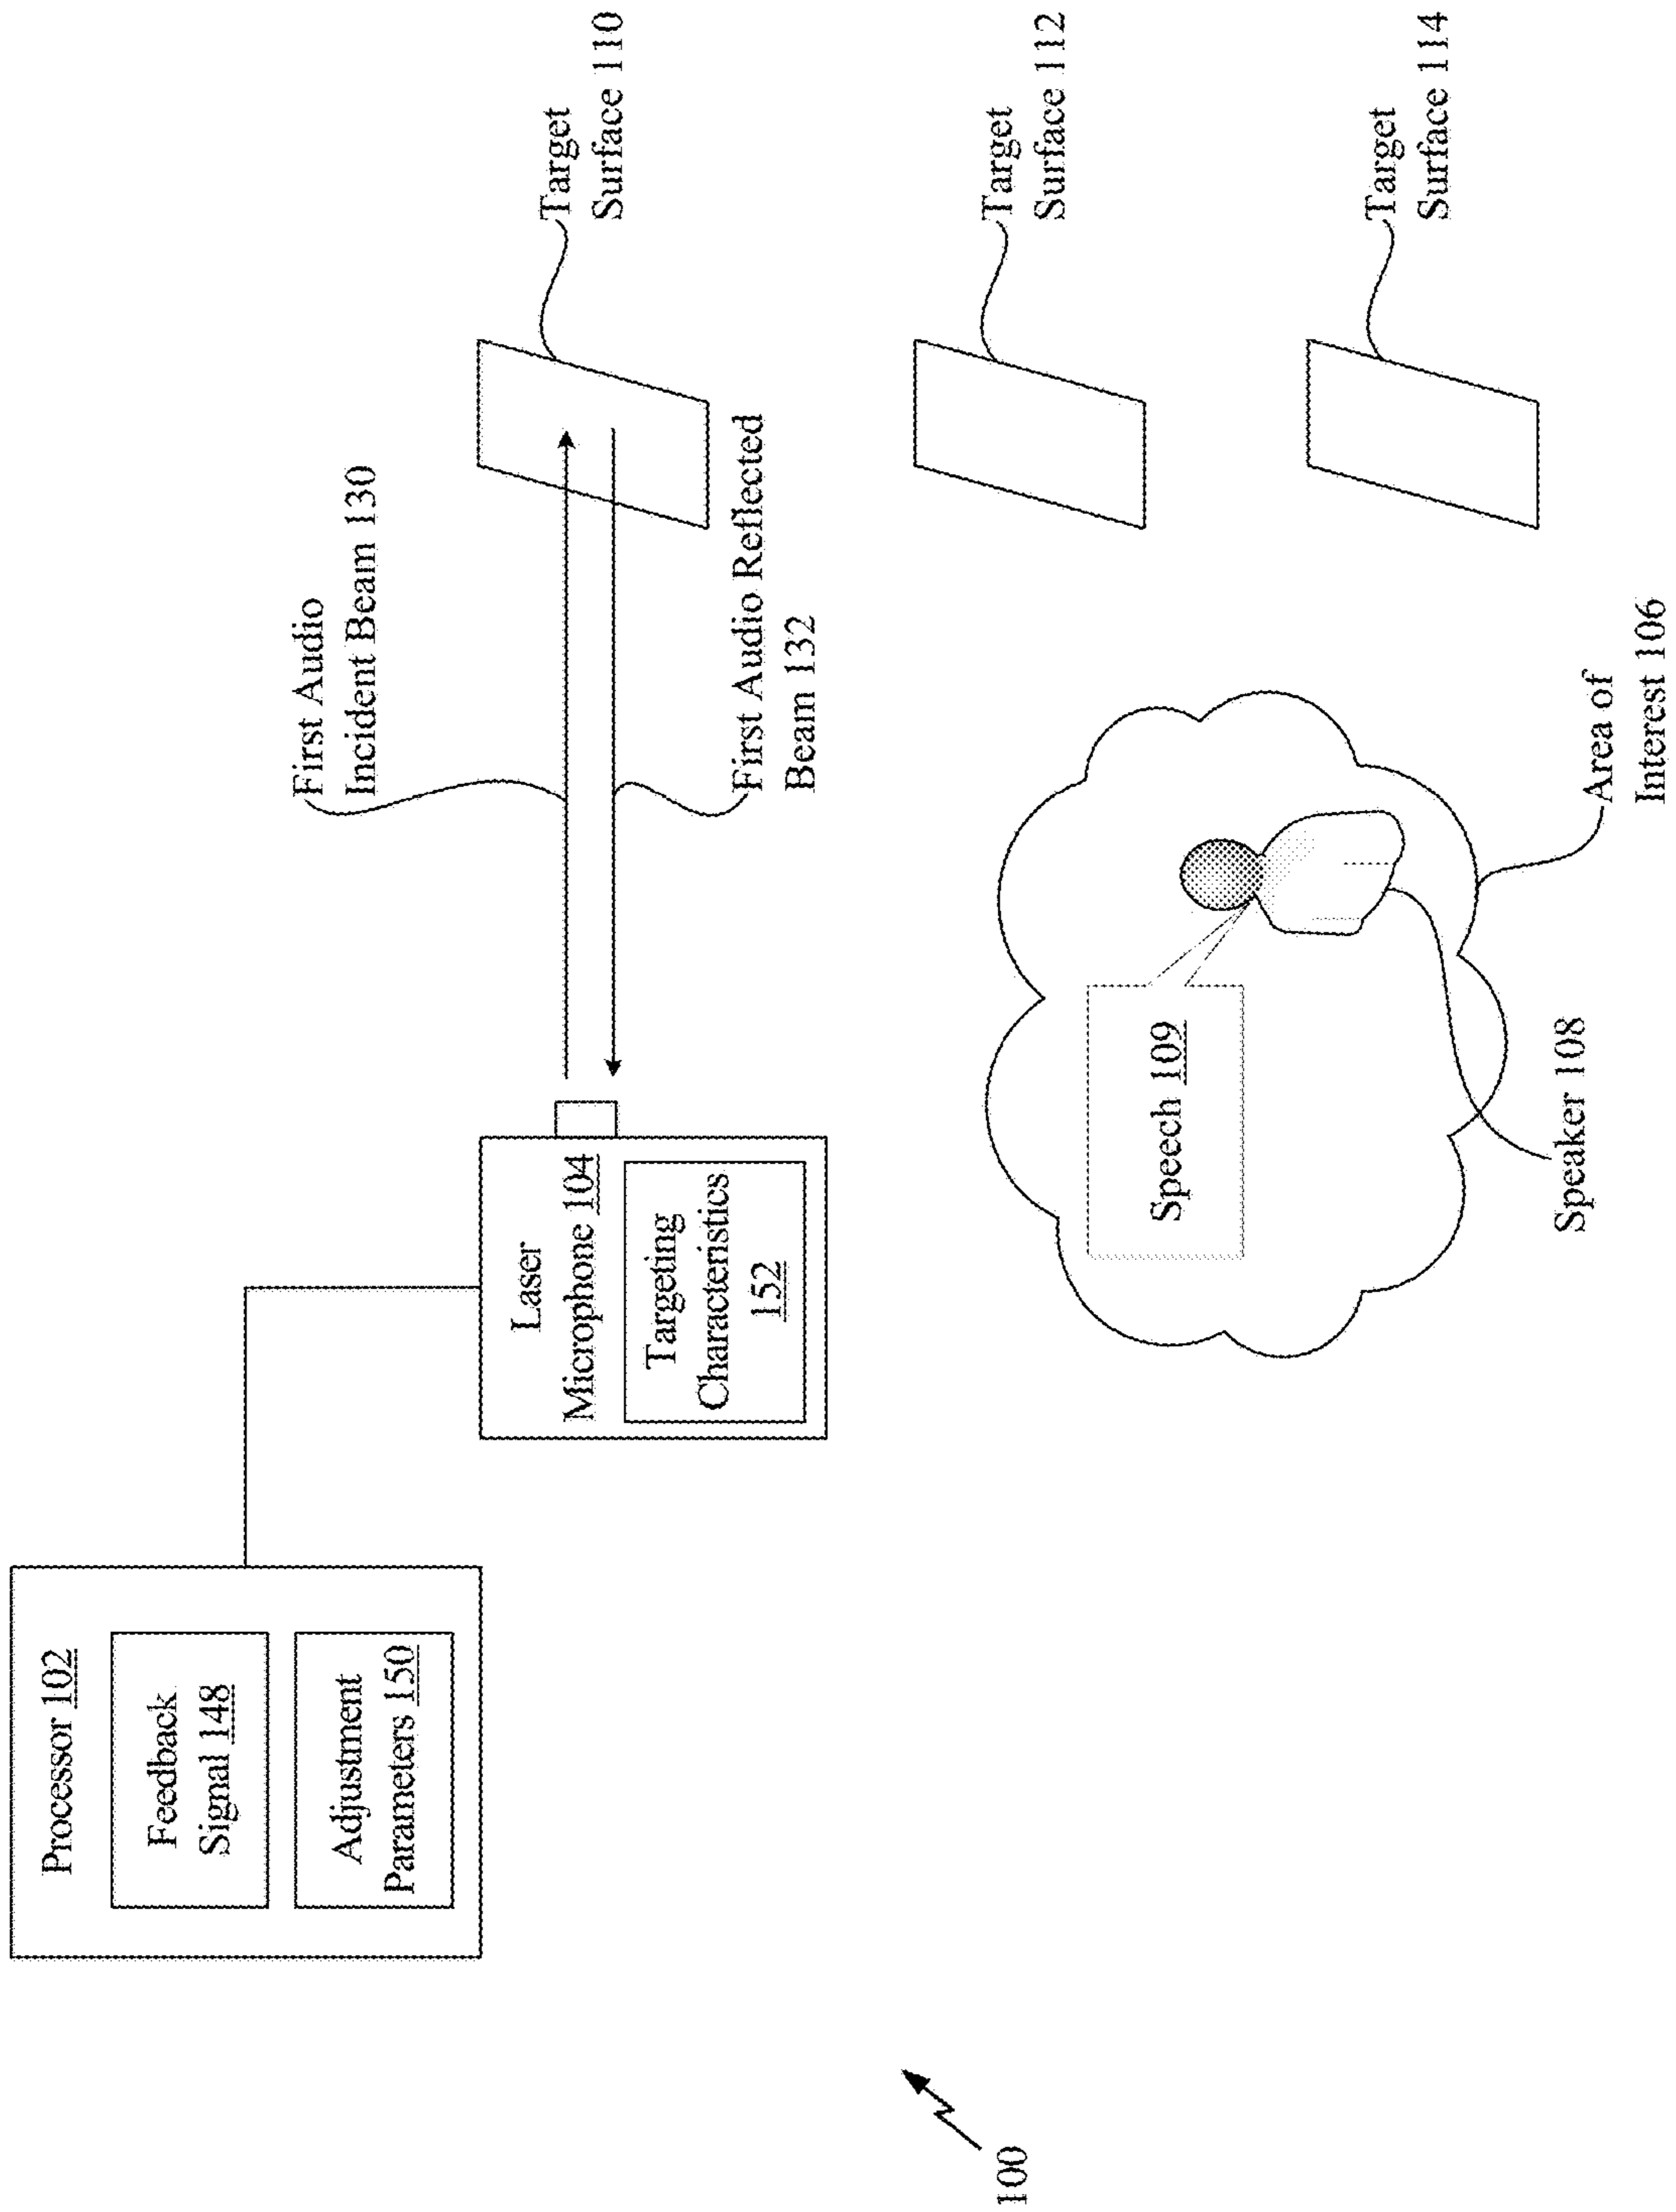 Processor 102
Feedback
Signal 148
Adjustment
Parameters 150
Laser
Microphone 104
Targeting
Characteristics
152
First Audio
Incident Beam 130
First Audio Reflected
Beam 132
Target
Surface 110
Target
Surface 112
Target
Surface 114
Speech 109
Speaker 108
Area of
Interest 106
100